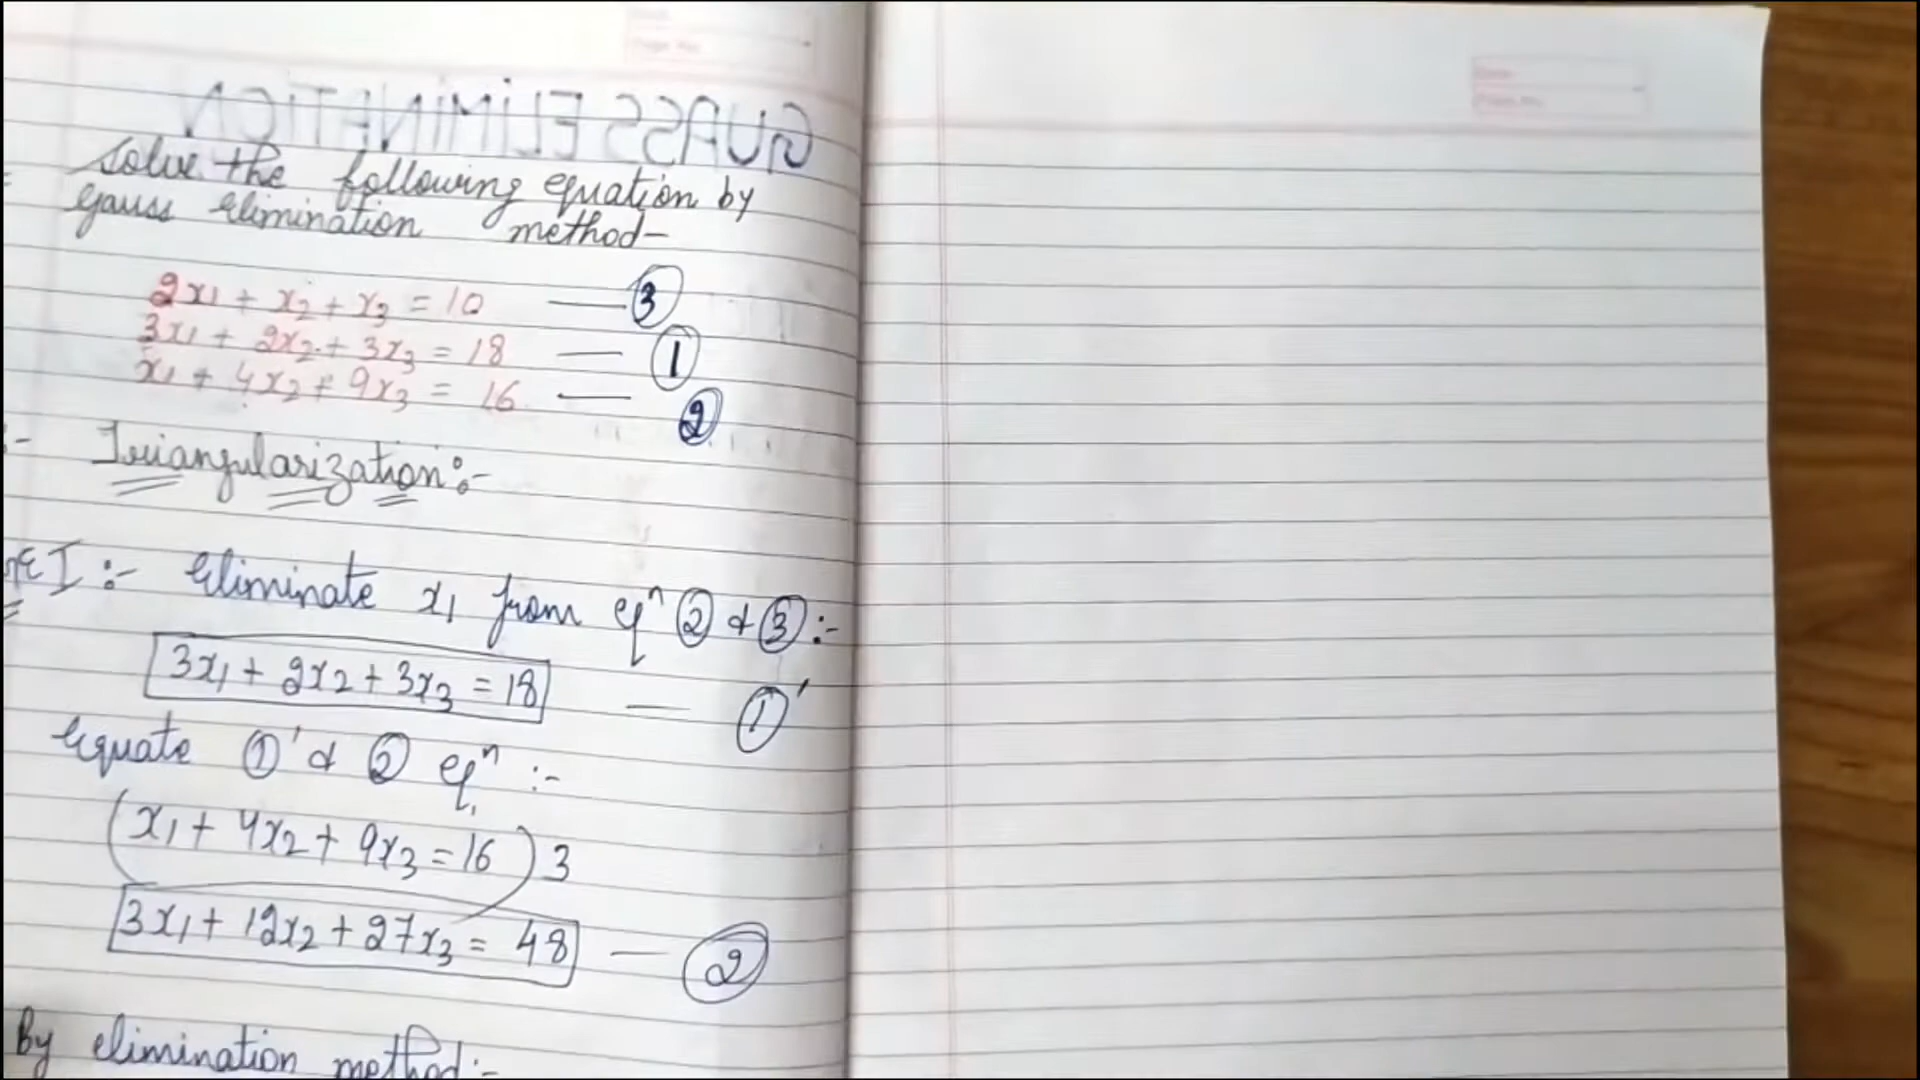 GUASS ELIMINATION
Solve the following equation by
Gauss elimination method-
2x₁ + x₂ + x₃ = 10 — ③
3x₁ + 2x₂ + 3x₃ = 18 — ①
x₁ + 4x₂ + 9x₃ = 16 — ②
:- Triangularization:-
I :- Eliminate x₁ from eqⁿ ② & ③ :-
3x₁ + 2x₂ + 3x₃ = 18 — ①'
Equate ①' & ② eqⁿ :-
(x₁ + 4x₂ + 9x₃ = 16) 3
3x₁ + 12x₂ + 27x₃ = 48 — ②
By elimination method:-